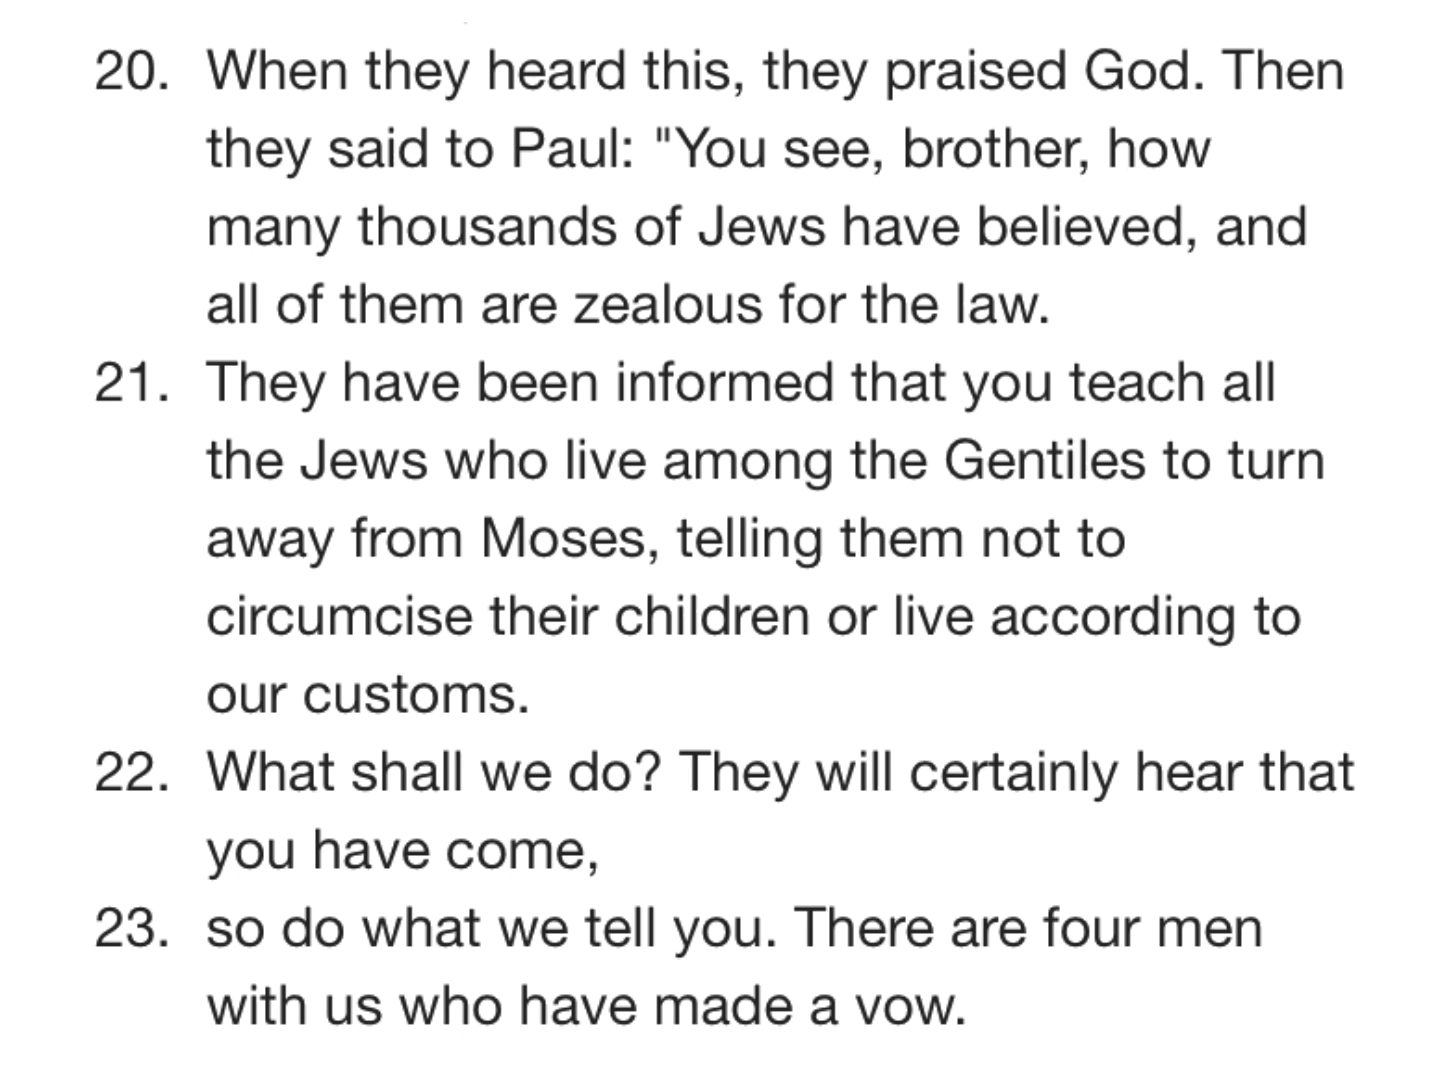 20. When they heard this, they praised God. Then
they said to Paul: "You see, brother, how
many thousands of Jews have believed, and
all of them are zealous for the law.
21. They have been informed that you teach all
the Jews who live among the Gentiles to turn
away from Moses, telling them not to
circumcise their children or live according to
our customs.
22. What shall we do? They will certainly hear that
you have come,
23. so do what we tell you. There are four men
with us who have made a vow.